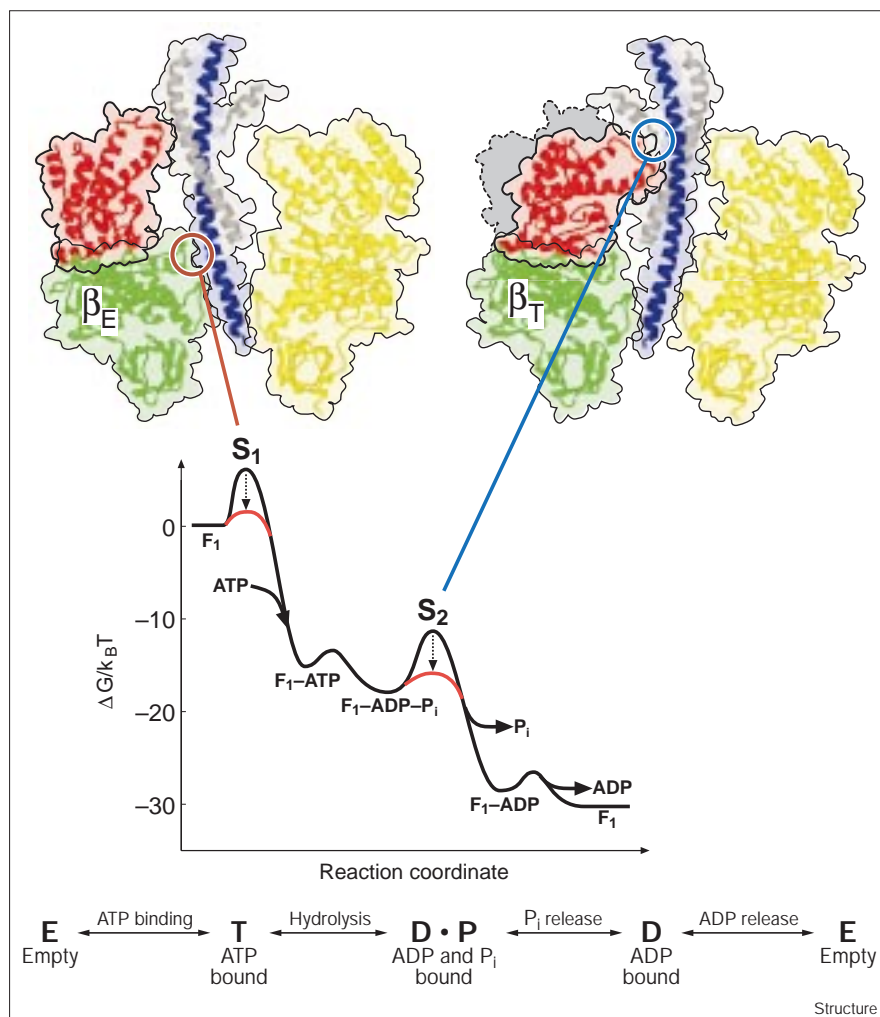 βE
βT
S1
S2
0
−10
−20
−30
ΔG/kBT
F1
ATP
F1–ATP
F1–ADP–Pi
Pi
F1–ADP
ADP
F1
Reaction coordinate
E ATP binding T Hydrolysis D • P Pi release D ADP release E
Empty ATP ADP and Pi ADP Empty
bound bound bound
Structure